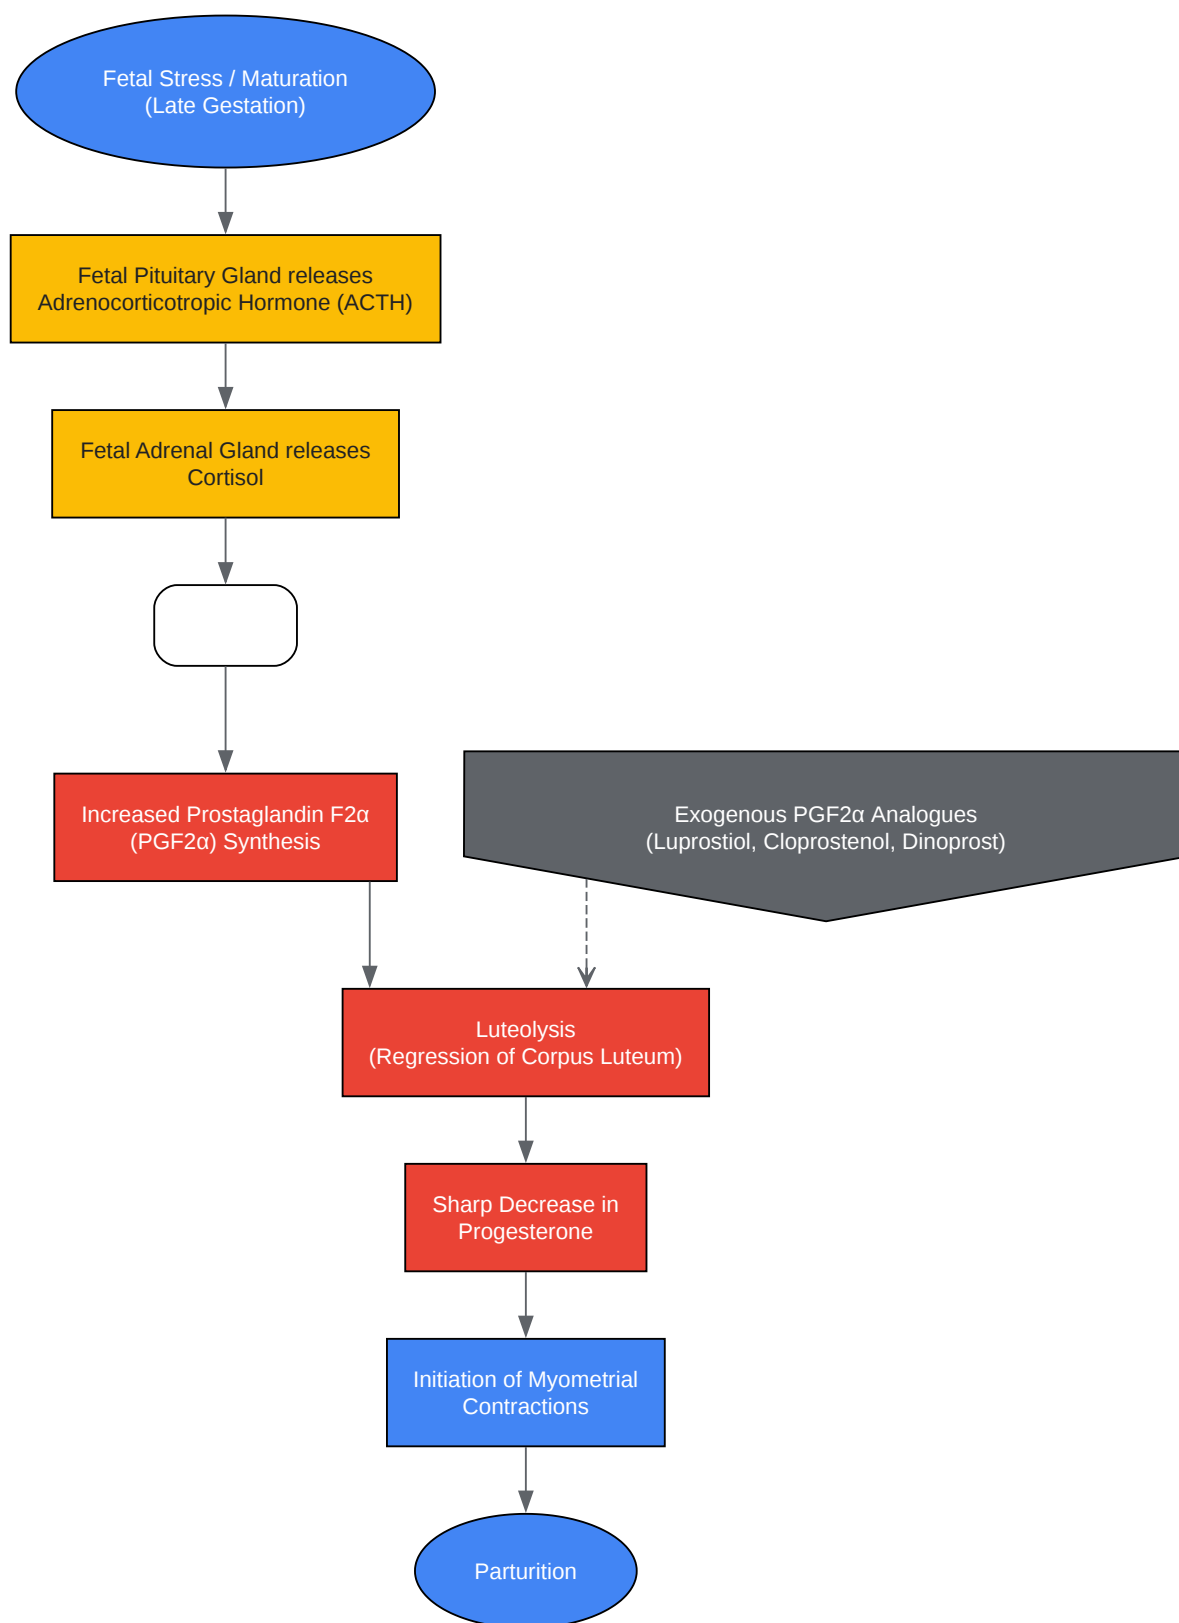 Fetal Stress / Maturation
(Late Gestation)
Fetal Pituitary Gland releases
Adrenocorticotropic Hormone (ACTH)
Fetal Adrenal Gland releases
Cortisol
Increased Prostaglandin F2α
(PGF2α) Synthesis
Exogenous PGF2α Analogues
(Luprostiol, Cloprostenol, Dinoprost)
Luteolysis
(Regression of Corpus Luteum)
Sharp Decrease in
Progesterone
Initiation of Myometrial
Contractions
Parturition